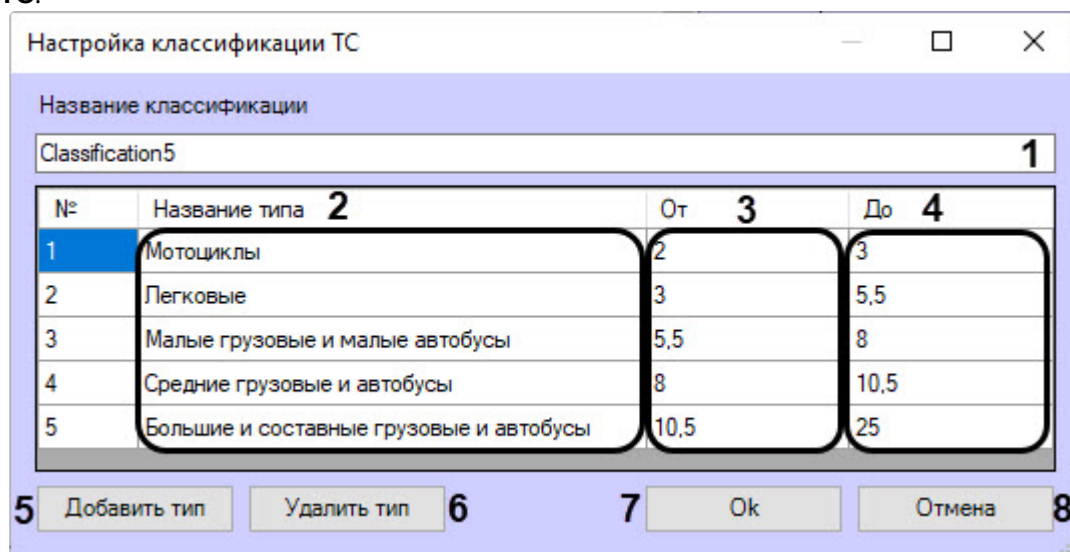 Настройка классификации ТС
Название классификации
Classification5 1
№ Название типа 2 От 3 До 4
1 Мотоциклы 2 3
2 Легковые 3 5,5
3 Малые грузовые и малые автобусы 5,5 8
4 Средние грузовые и автобусы 8 10,5
5 Большие и составные грузовые и автобусы 10,5 25
5 Добавить тип Удалить тип 6 7 Ok Отмена 8